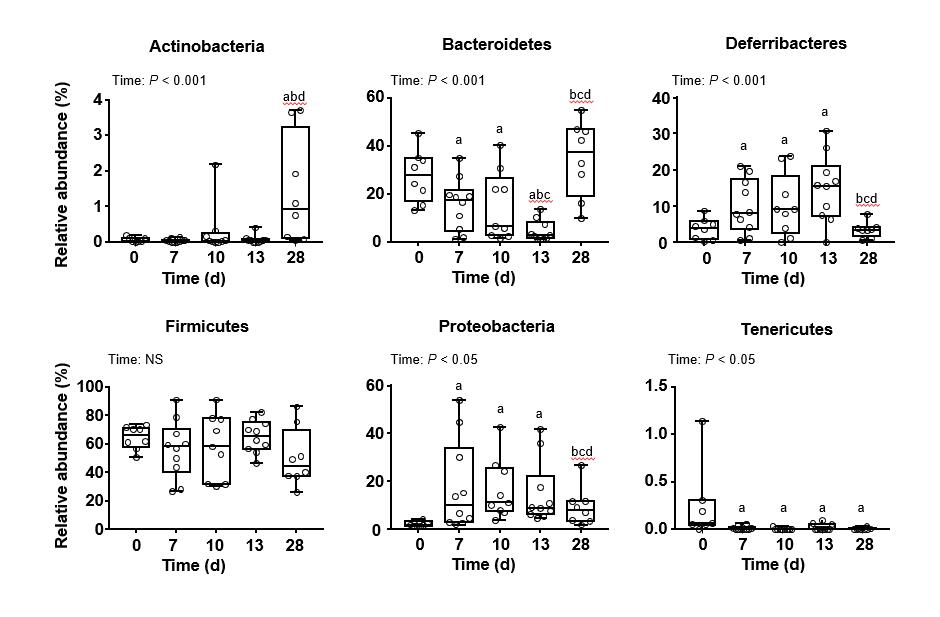 Actinobacteria
Time: P < 0.001
Relative abundance (%)
4
3
2
1
0
abd
0 7 10 13 28
Time (d)
Bacteroidetes
Time: P < 0.001
60
40
20
0
a a abc bcd
0 7 10 13 28
Time (d)
Deferribacteres
Time: P < 0.001
40
30
20
10
0
a a a bcd
0 7 10 13 28
Time (d)
Firmicutes
Time: NS
Relative abundance (%)
100
80
60
40
20
0
0 7 10 13 28
Time (d)
Proteobacteria
Time: P < 0.05
60
40
20
0
a a a bcd
0 7 10 13 28
Time (d)
Tenericutes
Time: P < 0.05
1.5
1.0
0.5
0.0
a a a a
0 7 10 13 28
Time (d)